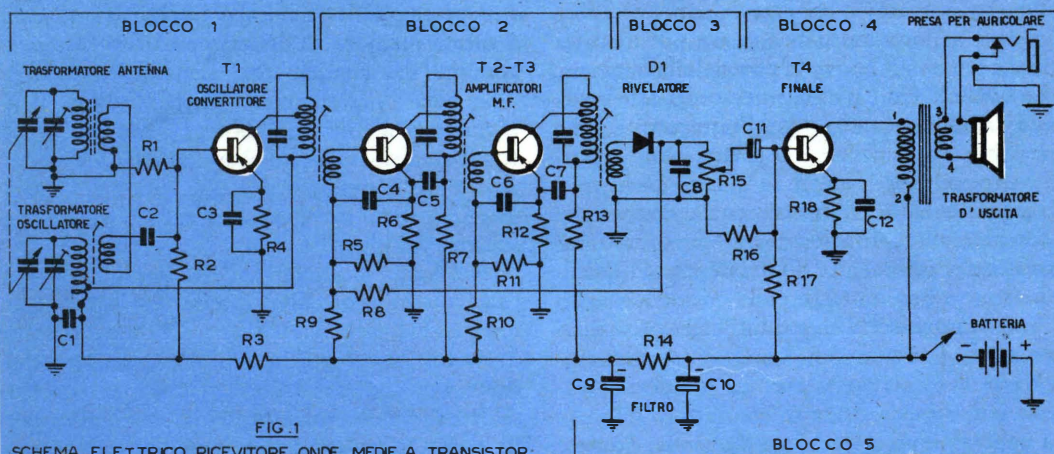 BLOCCO 1
BLOCCO 2
BLOCCO 3
BLOCCO 4
PRESA PER AURICOLARE
TRASFORMATORE ANTENNA
T1
OSCILLATORE
CONVERTITORE
T2-T3
AMPLIFICATORI
M.F.
D1
RIVELATORE
T4
FINALE
R1
C2
TRASFORMATORE
OSCILLATORE
R2
C3
R4
C1
R3
C4
R6
C5
R5
R8
R9
R7
C6
C7
R12
R11
R13
R10
C8
R15
C11
R16
R17
R18
C12
1
2
3
4
TRASFORMATORE
D'USCITA
R14
C9
-
C10
-
FILTRO
BATTERIA
- +
FIG.1
SCHEMA ELETTRICO RICEVITORE ONDE MEDIE A TRANSISTOR
BLOCCO 5